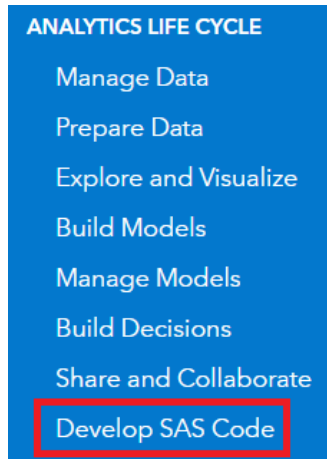 ANALYTICS LIFE CYCLE
Manage Data
Prepare Data
Explore and Visualize
Build Models
Manage Models
Build Decisions
Share and Collaborate
Develop SAS Code